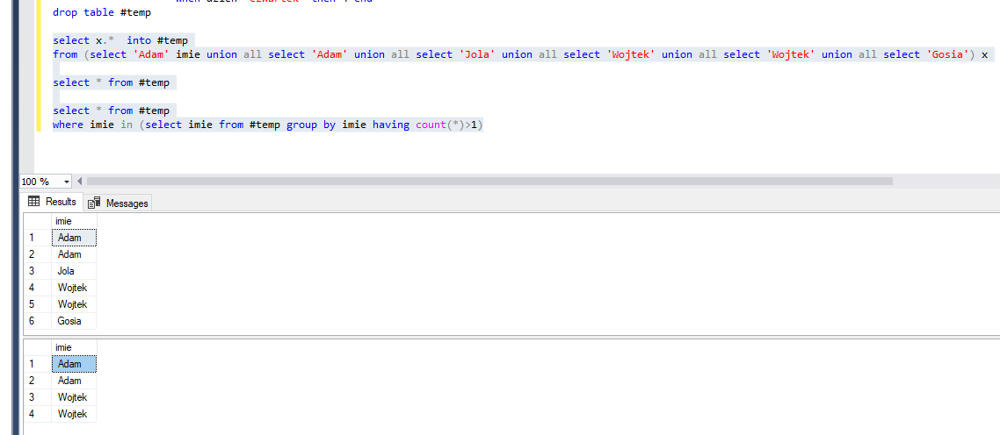 drop table #temp
select x.* into #temp
from (select 'Adam' imie union all select 'Adam' union all select 'Jola' union all select 'Wojtek' union all select 'Wojtek' union all select 'Gosia') x
select * from #temp
select * from #temp
where imie in (select imie from #temp group by imie having count(*)>1)
100 %
Results Messages
imie
1 Adam
2 Adam
3 Jola
4 Wojtek
5 Wojtek
6 Gosia
imie
1 Adam
2 Adam
3 Wojtek
4 Wojtek